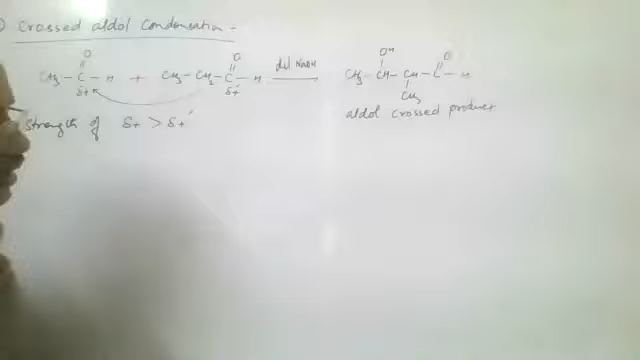 ) Crossed aldol Condensation -
O O OH O
CH3 - C - H + CH3 - CH2 - C - H dil NaOH CH3 - CH - CH - C - H
δ+ δ+' CH3
aldol crossed product
Strength of δ+ > δ+'